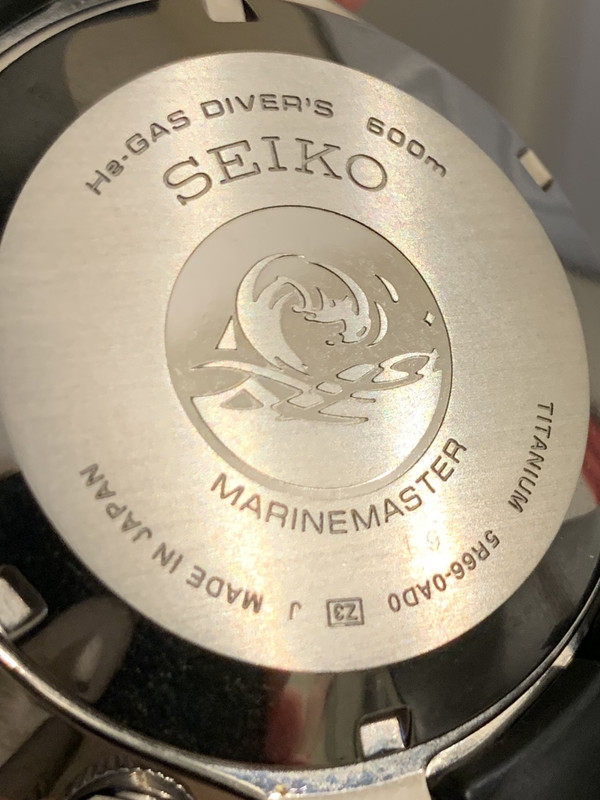 He-GAS DIVER'S 600m
SEIKO
MARINEMASTER
TITANIUM 5R66-0AD0 Z3 J MADE IN JAPAN